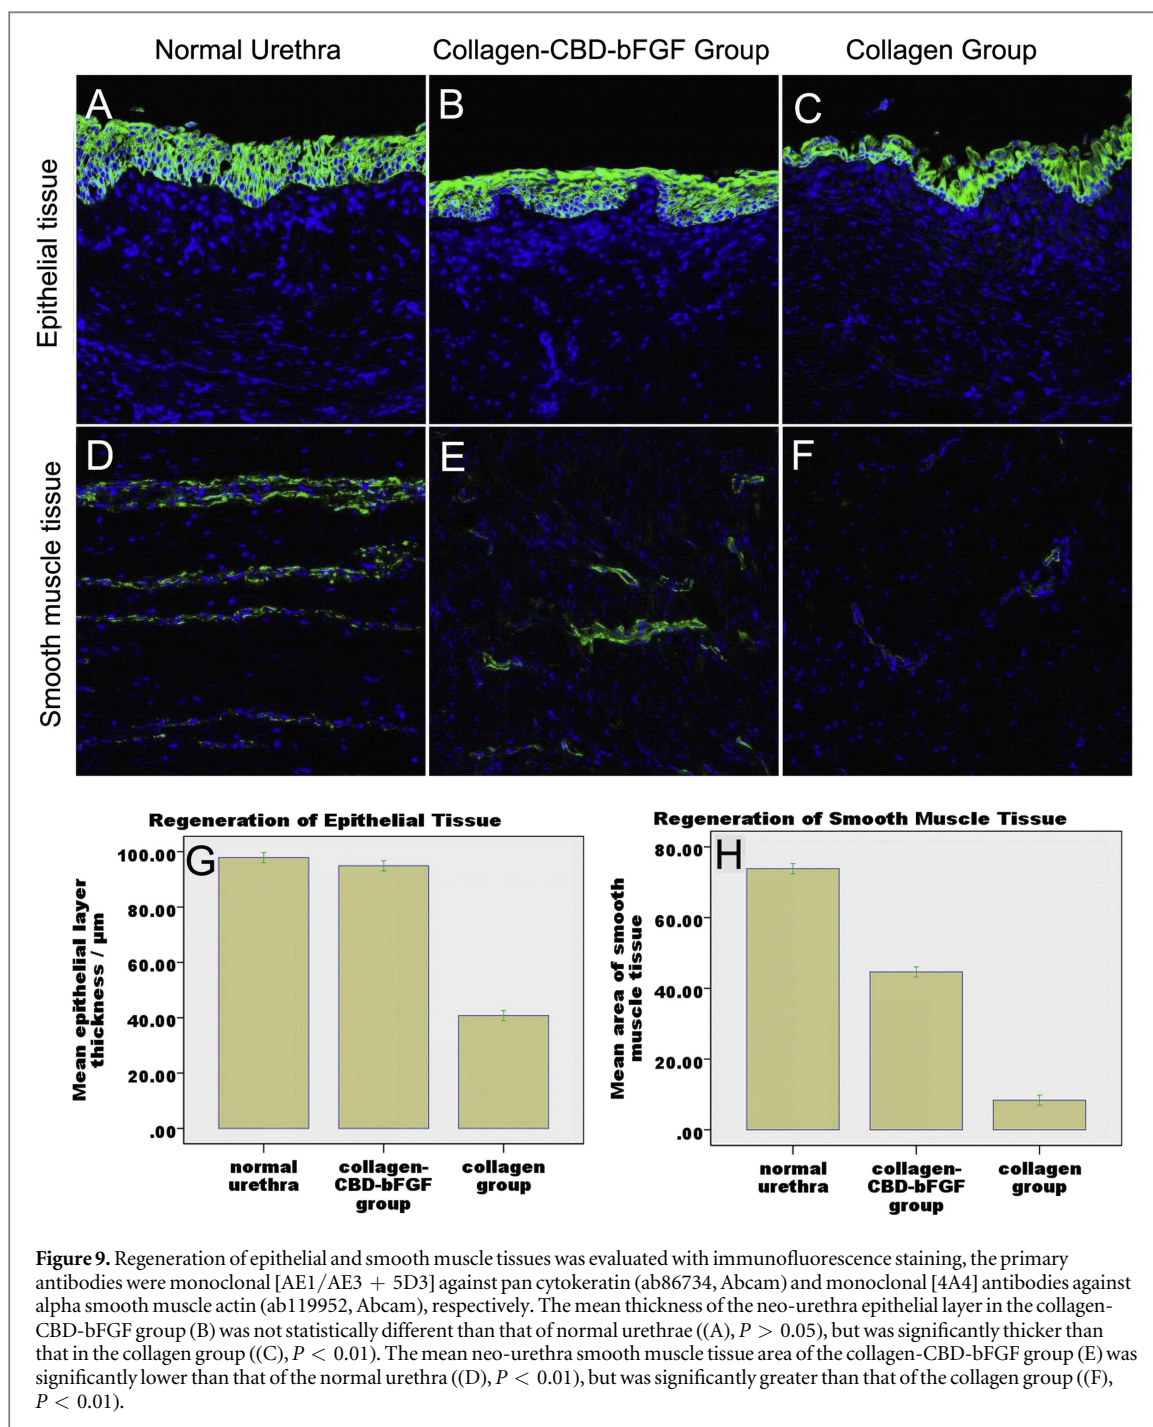 Normal Urethra
Collagen-CBD-bFGF Group
Collagen Group
Epithelial tissue
A
B
C
Smooth muscle tissue
D
E
F
Regeneration of Epithelial Tissue
G
Mean epithelial layer
thickness / µm
100.00
80.00
60.00
40.00
20.00
.00
normal
urethra
collagen-
CBD-bFGF
group
collagen
group
Regeneration of Smooth Muscle Tissue
H
Mean area of smooth
muscle tissue
80.00
60.00
40.00
20.00
.00
normal
urethra
collagen-
CBD-bFGF
group
collagen
group
Figure 9. Regeneration of epithelial and smooth muscle tissues was evaluated with immunofluorescence staining, the primary
antibodies were monoclonal [AE1/AE3 + 5D3] against pan cytokeratin (ab86734, Abcam) and monoclonal [4A4] antibodies against
alpha smooth muscle actin (ab119952, Abcam), respectively. The mean thickness of the neo-urethra epithelial layer in the collagen-
CBD-bFGF group (B) was not statistically different than that of normal urethrae ((A), P > 0.05), but was significantly thicker than
that in the collagen group ((C), P < 0.01). The mean neo-urethra smooth muscle tissue area of the collagen-CBD-bFGF group (E) was
significantly lower than that of the normal urethra ((D), P < 0.01), but was significantly greater than that of the collagen group ((F),
P < 0.01).